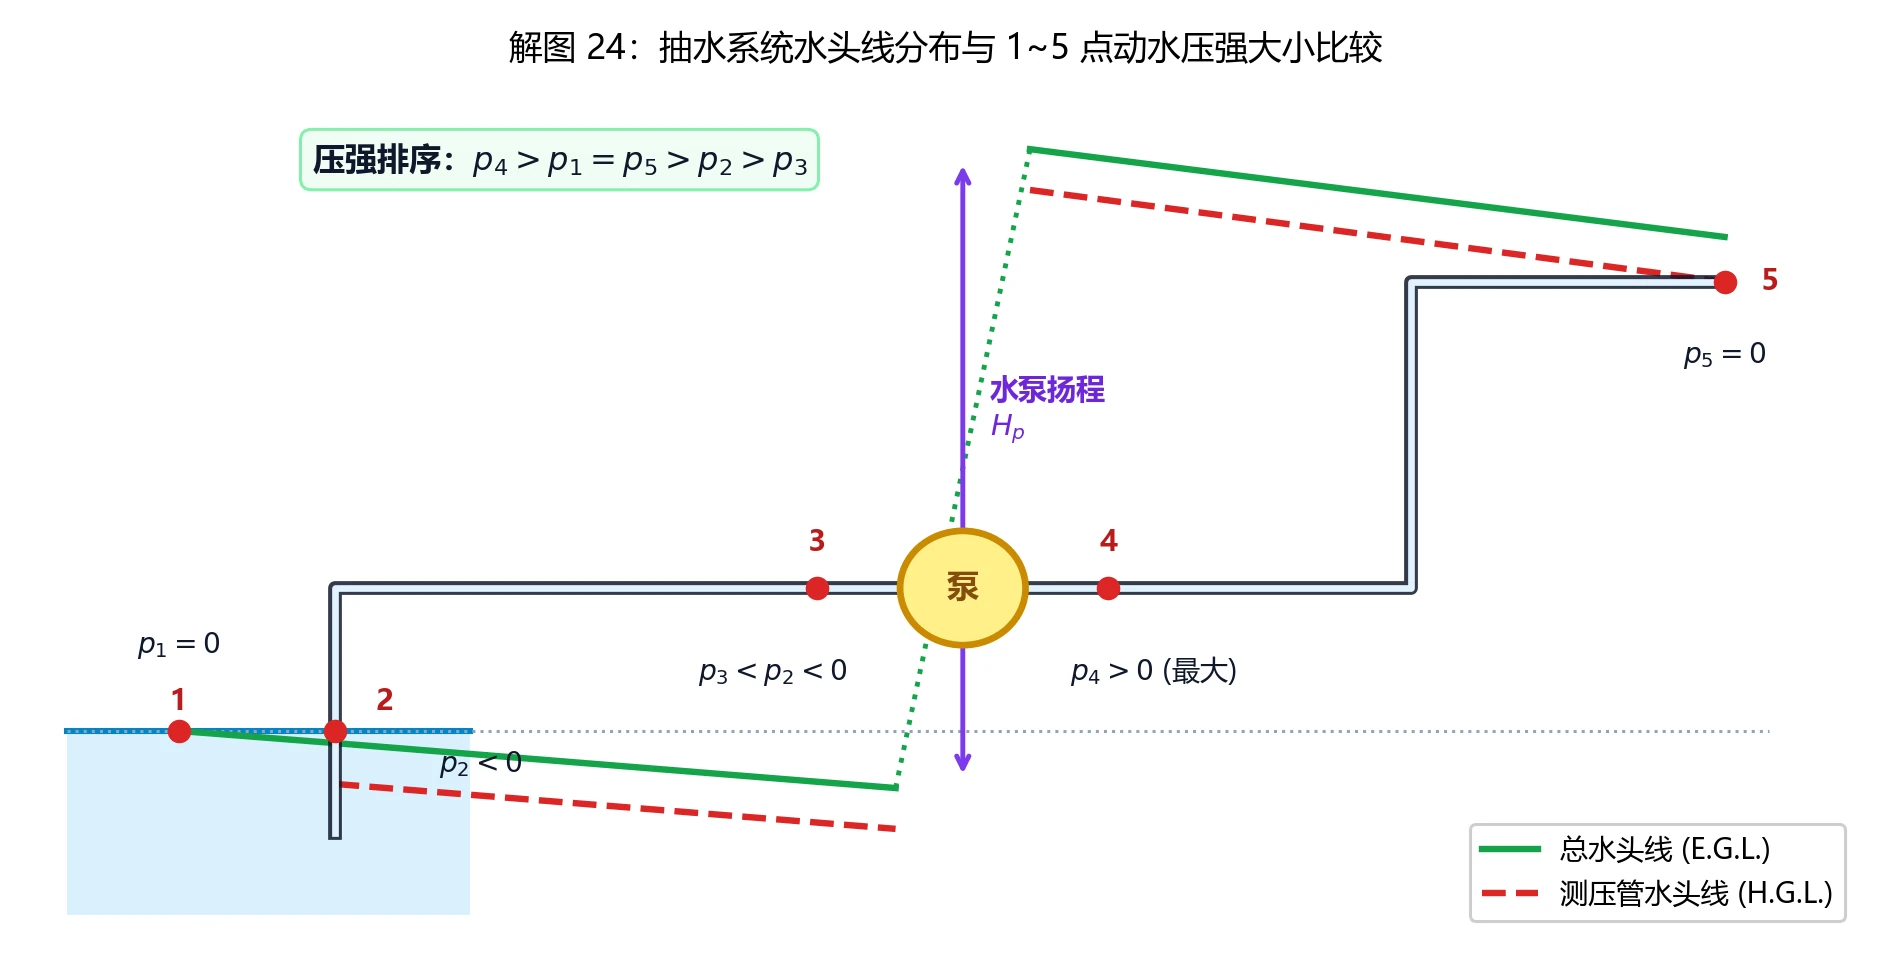 解图 24：抽水系统水头线分布与 1~5 点动水压强大小比较
压强排序：p₄ > p₁ = p₅ > p₂ > p₃
5
p₅ = 0
水泵扬程
Hₚ
3
4
泵
p₁ = 0
p₃ < p₂ < 0
p₄ > 0 (最大)
1
2
p₂ < 0
总水头线 (E.G.L.)
测压管水头线 (H.G.L.)